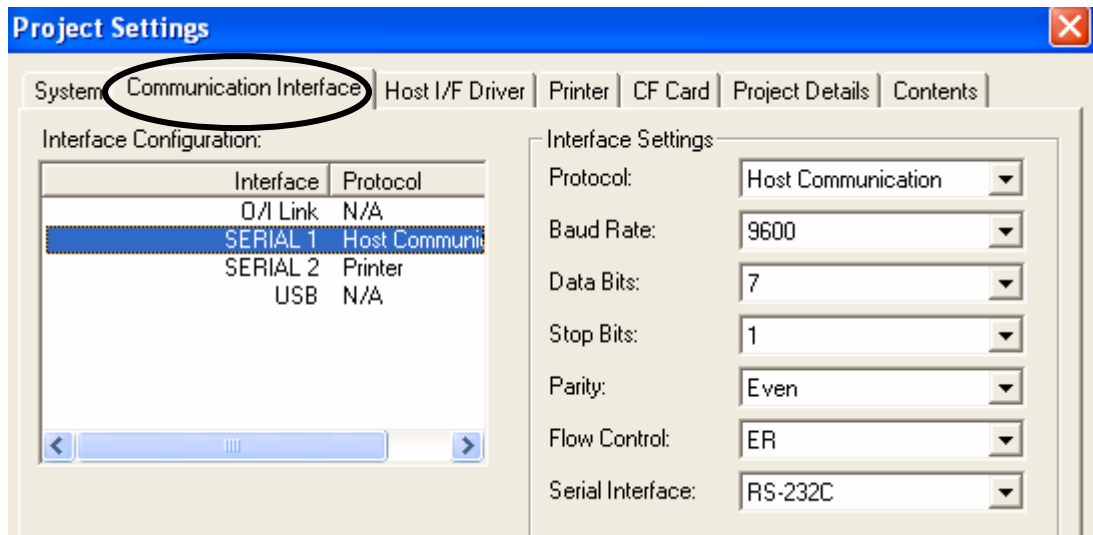 Project Settings
System Communication Interface Host I/F Driver Printer CF Card Project Details Contents
Interface Configuration:
Interface Protocol
O/I Link N/A
SERIAL 1 Host Communi
SERIAL 2 Printer
USB N/A
Interface Settings
Protocol: Host Communication
Baud Rate: 9600
Data Bits: 7
Stop Bits: 1
Parity: Even
Flow Control: ER
Serial Interface: RS-232C